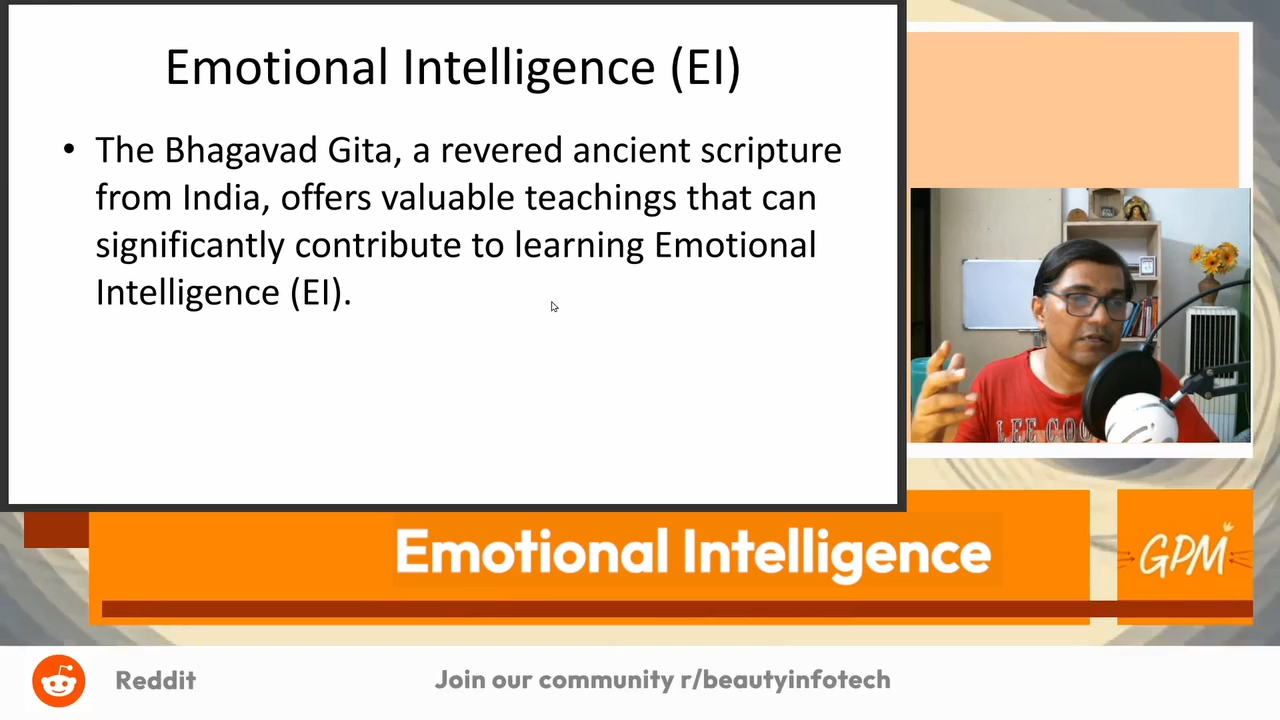 Emotional Intelligence (EI)
• The Bhagavad Gita, a revered ancient scripture
from India, offers valuable teachings that can
significantly contribute to learning Emotional
Intelligence (EI).
LEE COO
Emotional Intelligence
GPM
Reddit
Join our community r/beautyinfotech